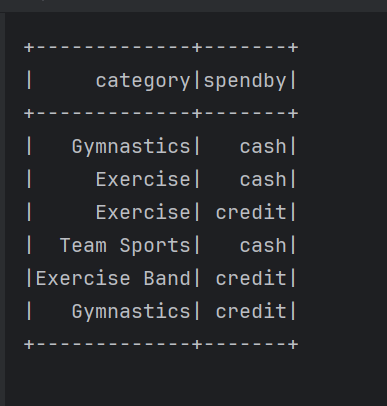 +-------------+-------+
|     category|spendby|
+-------------+-------+
|   Gymnastics|   cash|
|     Exercise|   cash|
|     Exercise| credit|
|  Team Sports|   cash|
|Exercise Band| credit|
|   Gymnastics| credit|
+-------------+-------+